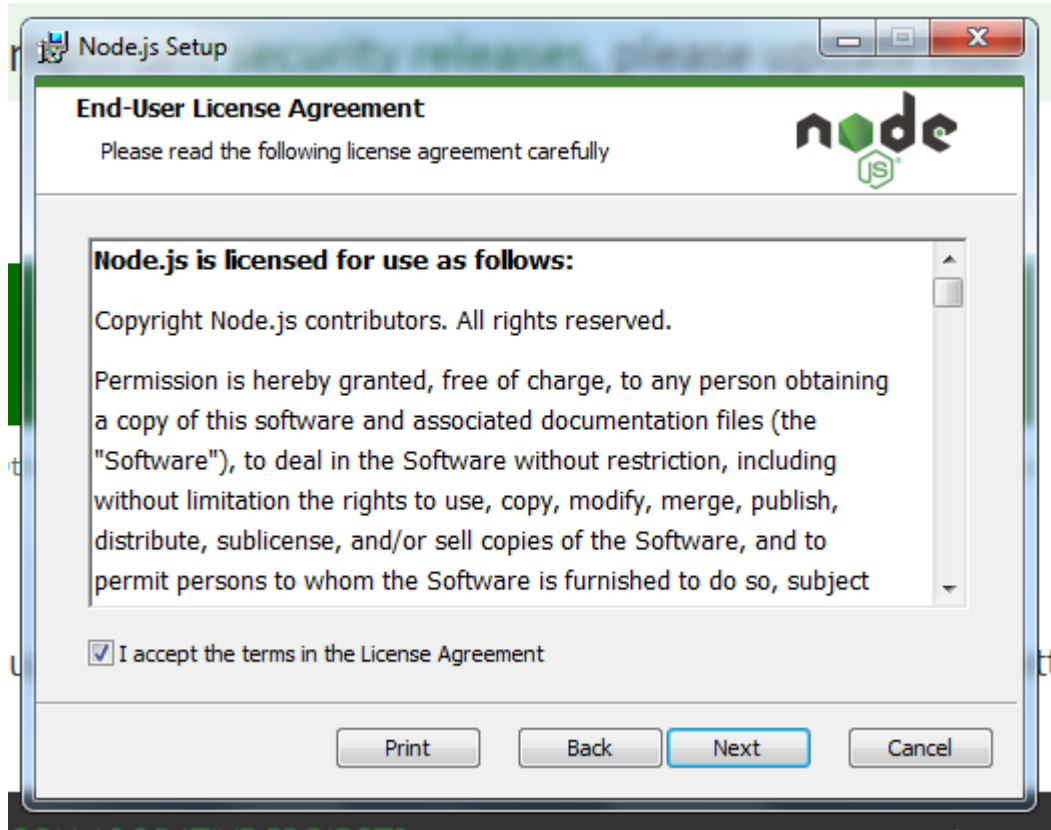 Node.js Setup
security releases, please up
End-User License Agreement
Please read the following license agreement carefully
node
JS
Node.js is licensed for use as follows:
Copyright Node.js contributors. All rights reserved.
Permission is hereby granted, free of charge, to any person obtaining
a copy of this software and associated documentation files (the
"Software"), to deal in the Software without restriction, including
without limitation the rights to use, copy, modify, merge, publish,
distribute, sublicense, and/or sell copies of the Software, and to
permit persons to whom the Software is furnished to do so, subject
I accept the terms in the License Agreement
Print Back Next Cancel